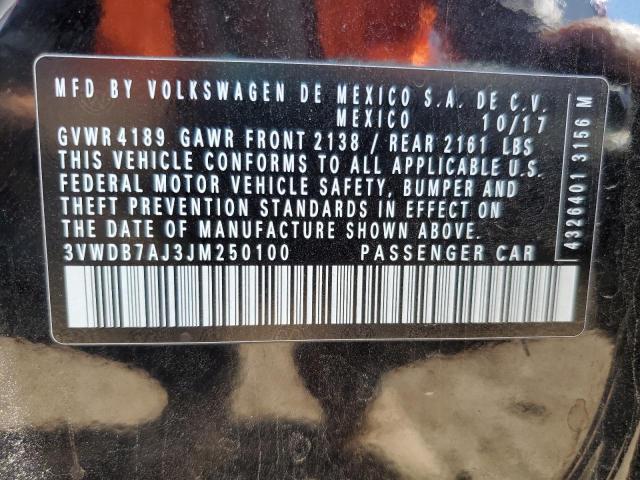 MFD BY VOLKSWAGEN DE MEXICO S.A. DE C.V.
MEXICO 10/17
GVWR 4189 GAWR FRONT 2138 / REAR 2161 LBS
THIS VEHICLE CONFORMS TO ALL APPLICABLE U.S.
FEDERAL MOTOR VEHICLE SAFETY, BUMPER AND
THEFT PREVENTION STANDARDS IN EFFECT ON
THE DATE OF MANUFACTURE SHOWN ABOVE.
3VWDB7AJ3JM250100 PASSENGER CAR
4326401 3156 M